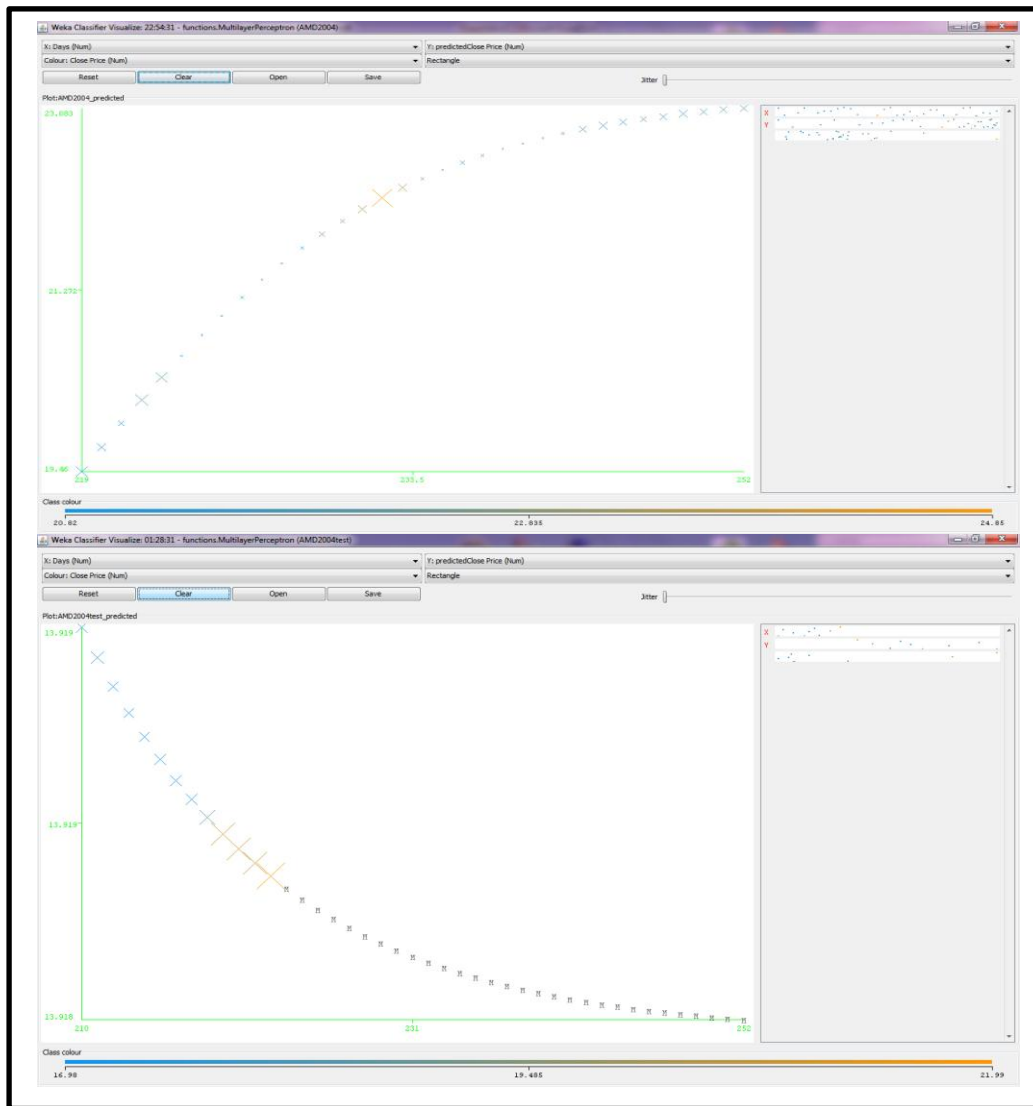 Weka Classifier Visualize: 22:54:31 - functions.MultilayerPerceptron (AMD2004)
X: Days (Num) Y: predictedClose Price (Num)
Colour: Close Price (Num) Rectangle
Reset Clear Open Save Jitter
Plot:AMD2004_predicted
23.083
X
Y
21.272
19.46
219 235.5 252
Class colour
20.82 22.835 24.85
Weka Classifier Visualize: 01:28:31 - functions.MultilayerPerceptron (AMD2004test)
X: Days (Num) Y: predictedClose Price (Num)
Colour: Close Price (Num) Rectangle
Reset Clear Open Save Jitter
Plot:AMD2004test_predicted
13.919
X
Y
13.919
13.918
210 231 252
Class colour
16.98 19.485 21.99